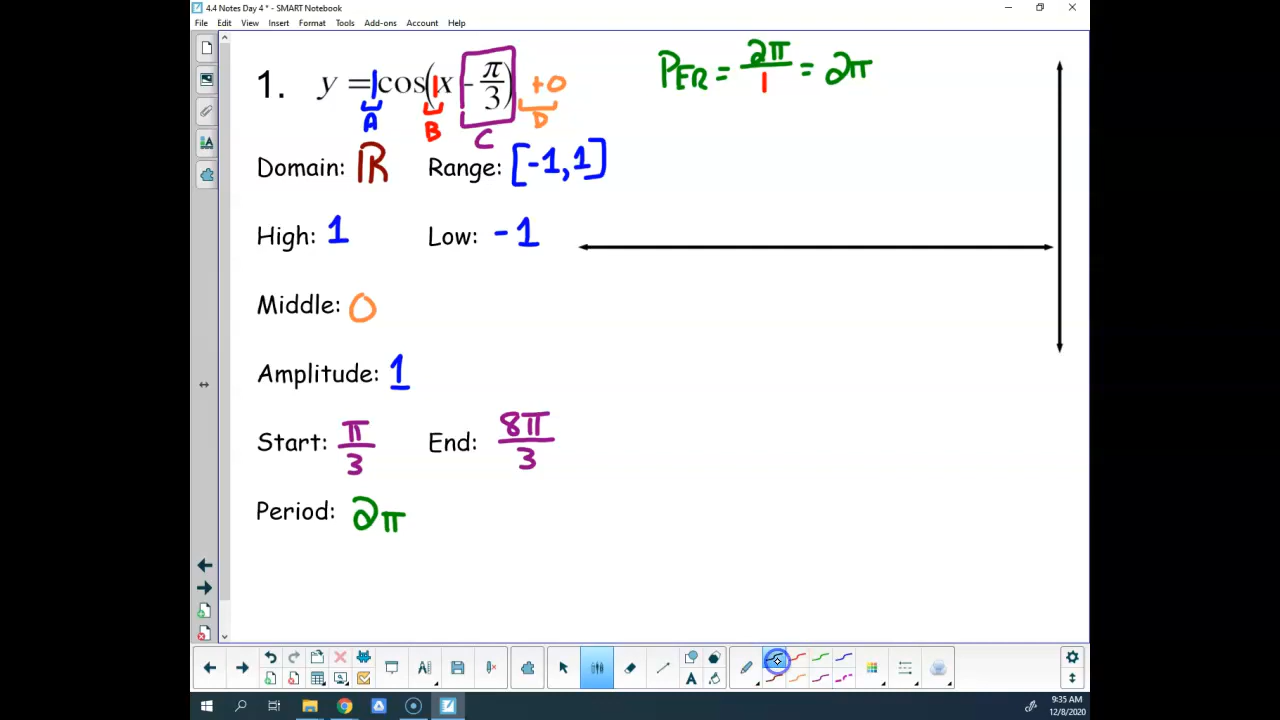 4.4 Notes Day 4 * - SMART Notebook
File Edit View Insert Format Tools Add-ons Account Help
1. y = 1cos(1x - π/3) +0
A B C D
PER = 2π/1 = 2π
Domain: ℝ Range: [-1,1]
High: 1 Low: -1
Middle: 0
Amplitude: 1
Start: π/3 End: 8π/3
Period: 2π
9:35 AM
12/8/2020